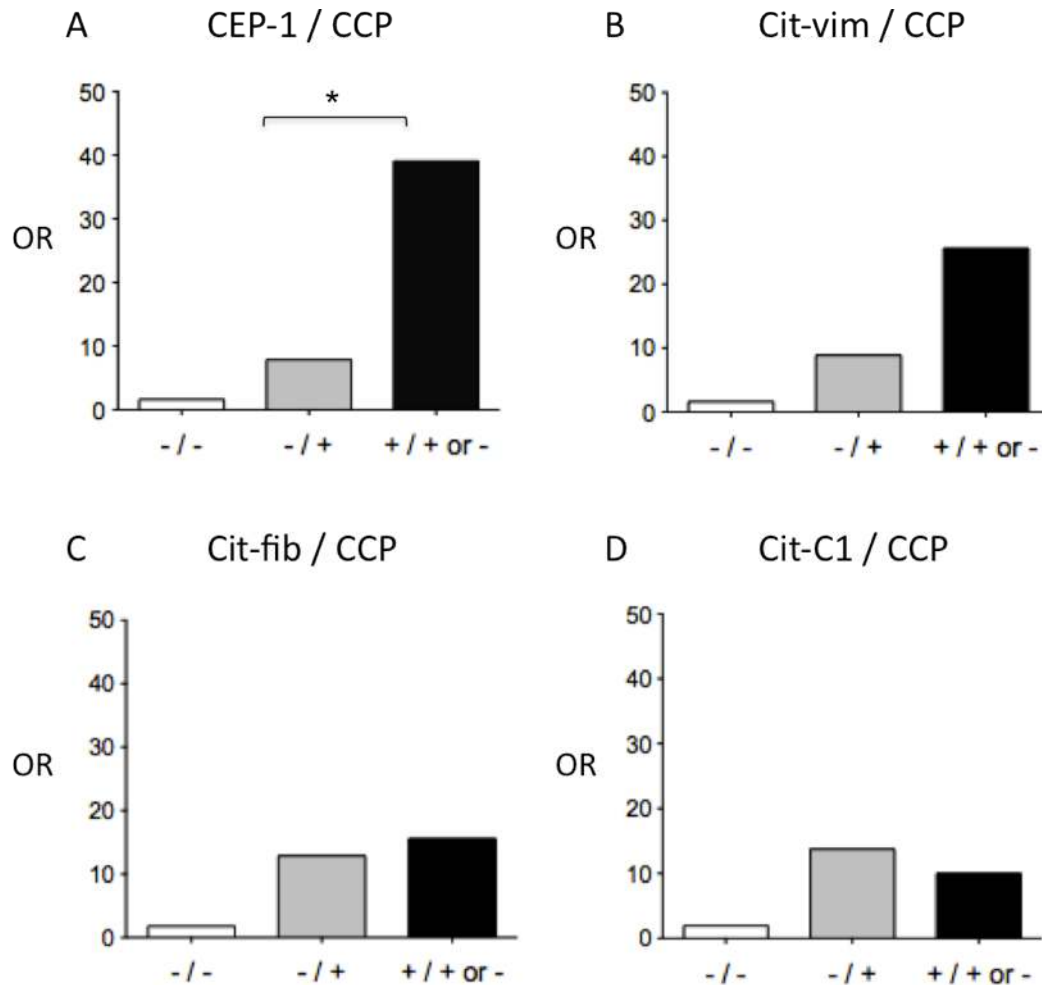 A CEP-1 / CCP
50
40
30
20
10
0
OR
*
- / -
- / +
+ / + or -
B Cit-vim / CCP
50
40
30
20
10
0
OR
- / -
- / +
+ / + or -
C Cit-fib / CCP
50
40
30
20
10
0
OR
- / -
- / +
+ / + or -
D Cit-C1 / CCP
50
40
30
20
10
0
OR
- / -
- / +
+ / + or -